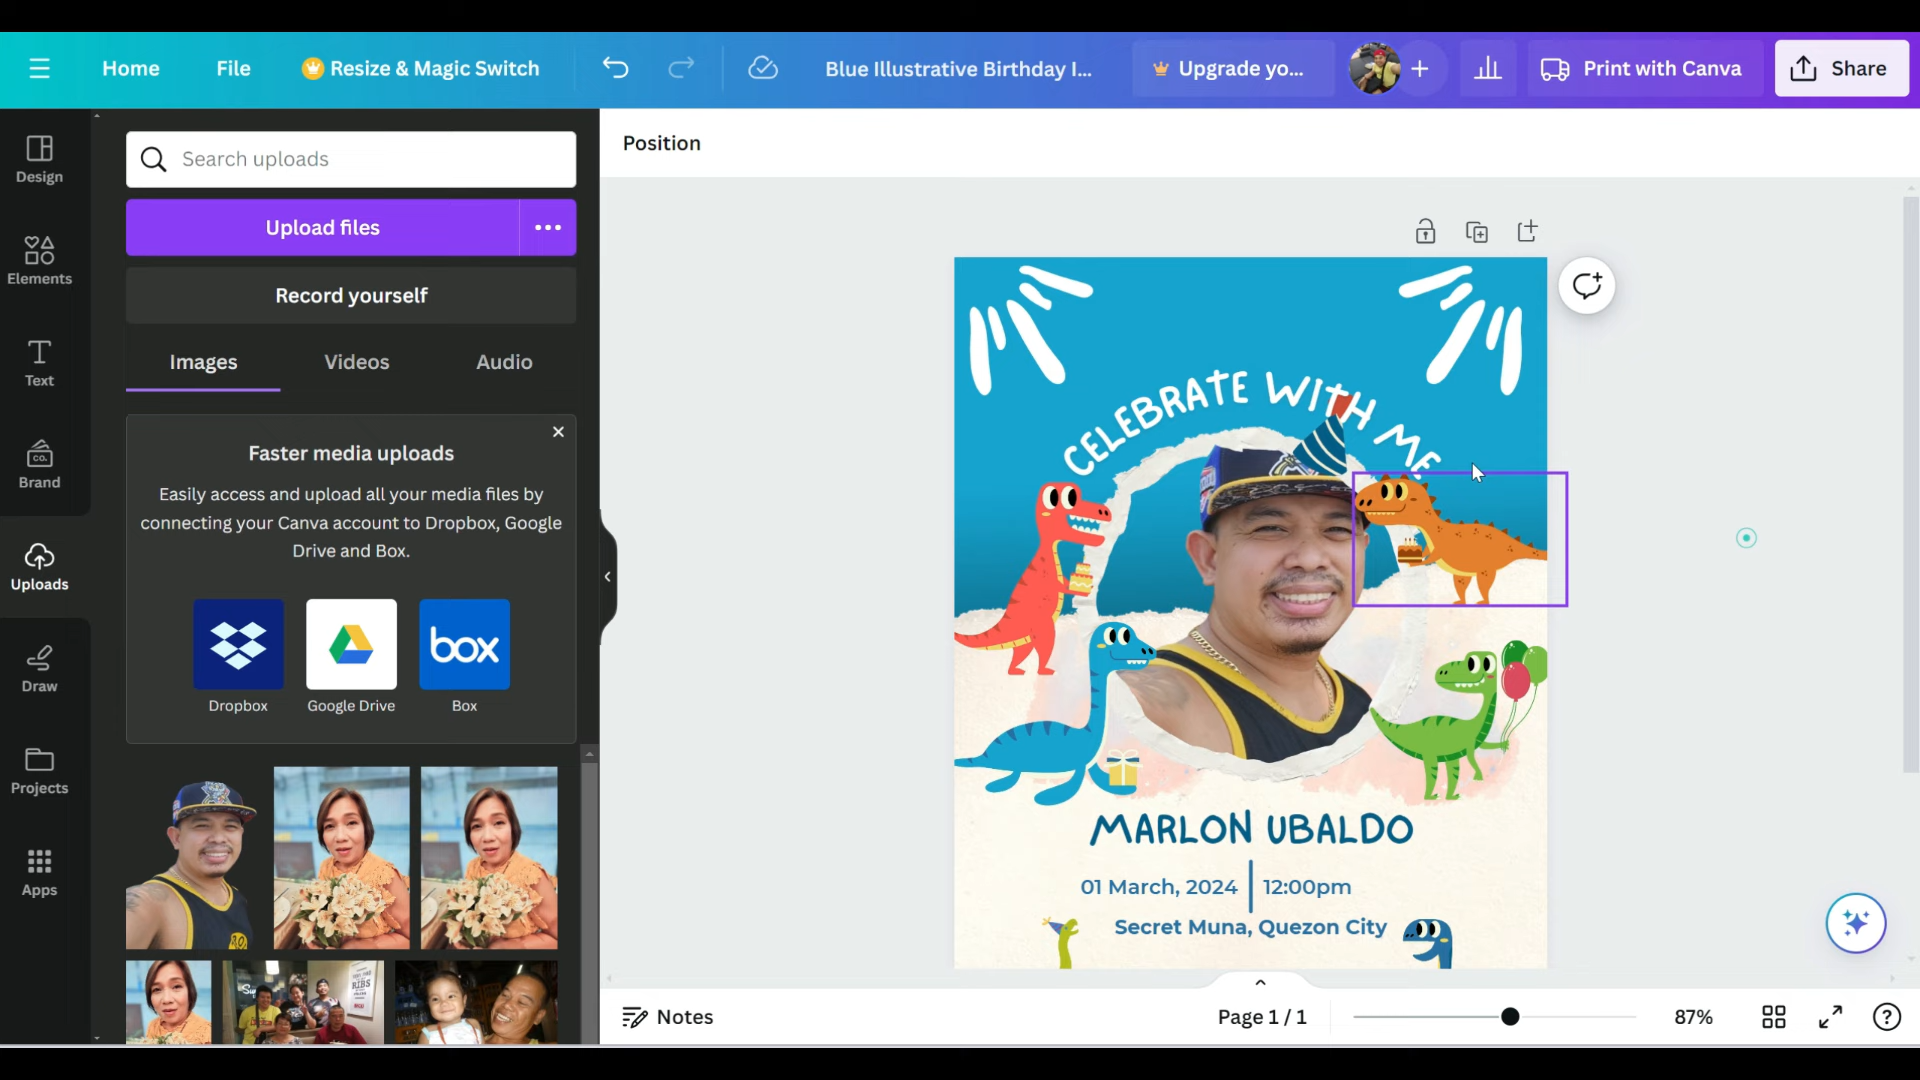 Home
File
Resize & Magic Switch
Blue Illustrative Birthday I...
Upgrade yo...
Print with Canva
Share
Design
Elements
Text
Brand
CO.
Uploads
Draw
Projects
Apps
Search uploads
Upload files
Record yourself
Images
Videos
Audio
Faster media uploads
Easily access and upload all your media files by
connecting your Canva account to Dropbox, Google
Drive and Box.
box
Dropbox
Google Drive
Box
RIBS
Position
CELEBRATE WITH ME
MARLON UBALDO
01 March, 2024
12:00pm
Secret Muna, Quezon City
Notes
Page 1 / 1
87%